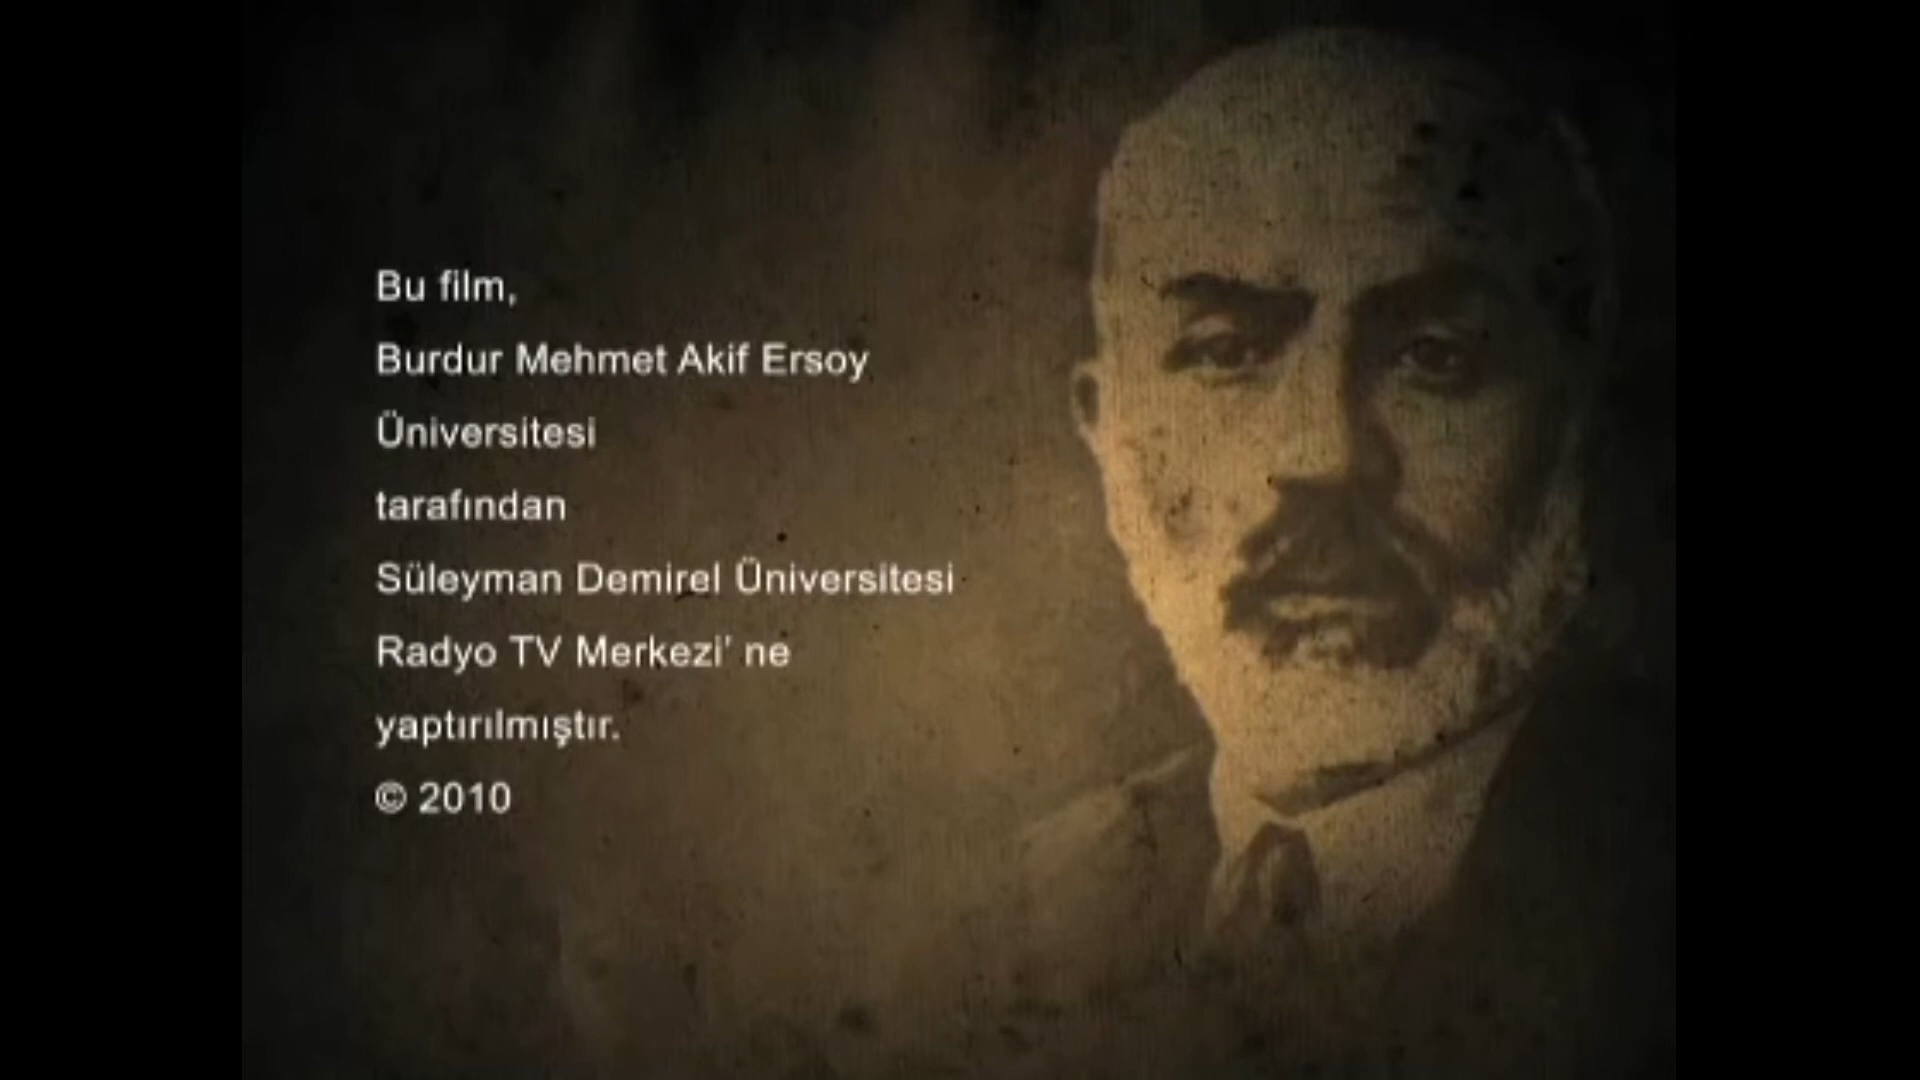 Bu film,
Burdur Mehmet Akif Ersoy
Üniversitesi
tarafından
Süleyman Demirel Üniversitesi
Radyo TV Merkezi' ne
yaptırılmıştır.
© 2010